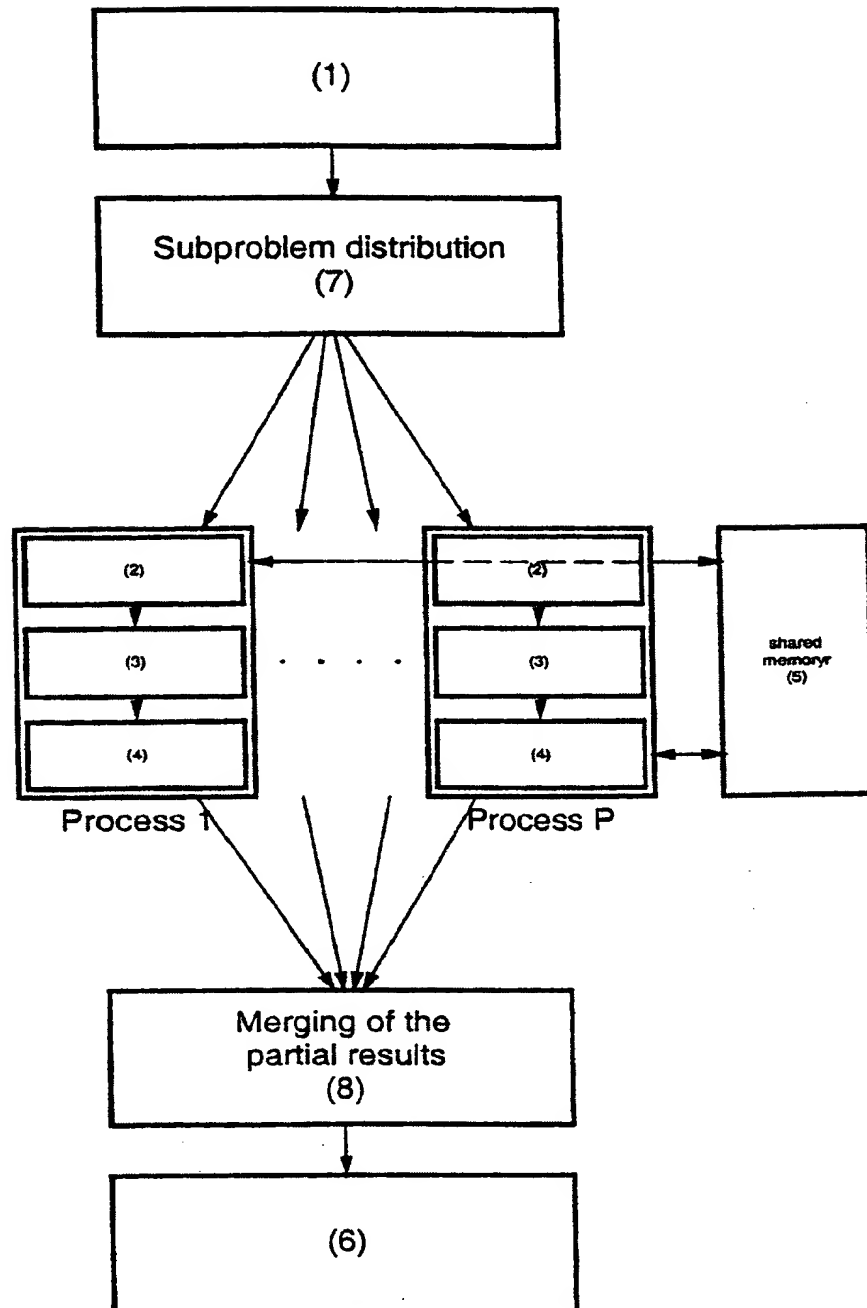 (1)
Subproblem distribution
(7)
(2)
(3)
(4)
Process 1
(2)
(3)
(4)
Process P
shared
memoryr
(5)
Merging of the
partial results
(8)
(6)